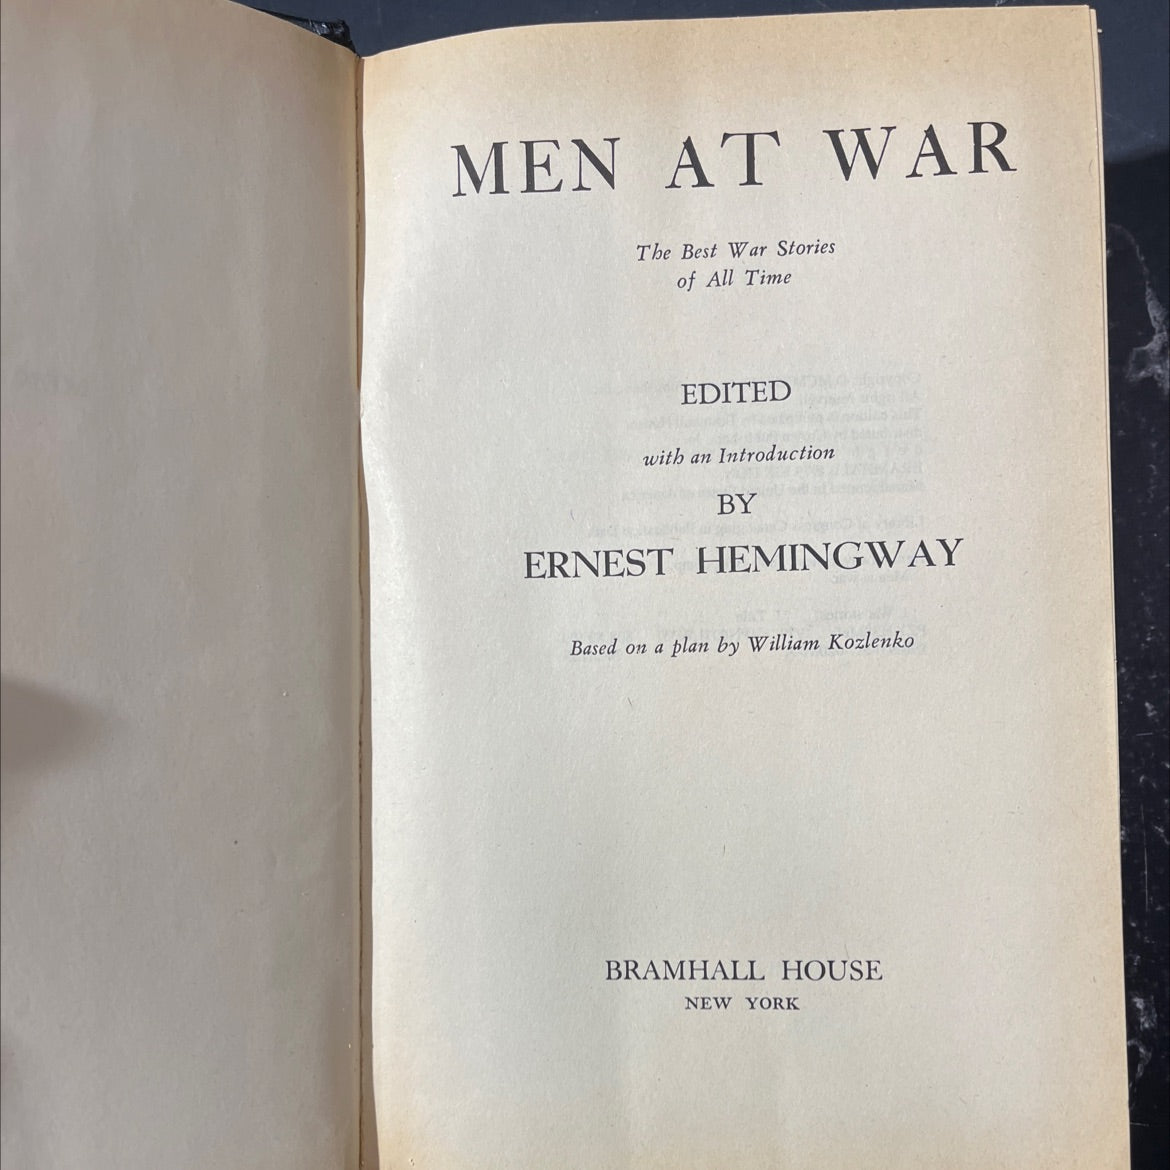 MEN AT WAR
The Best War Stories
of All Time
EDITED
with an Introduction
BY
ERNEST HEMINGWAY
Based on a plan by William Kozlenko
BRAMHALL HOUSE
NEW YORK